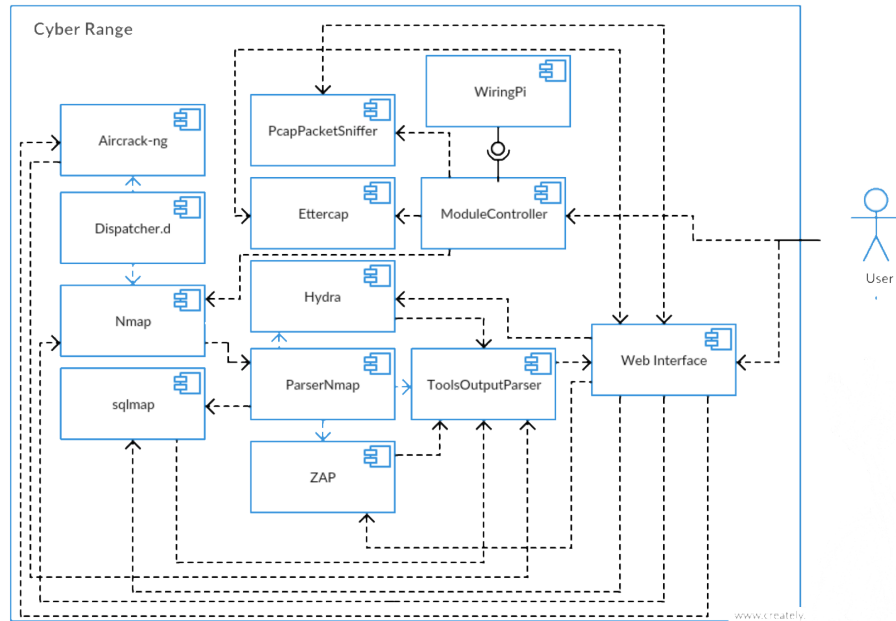 Cyber Range
WiringPi
PcapPacketSniffer
Aircrack-ng
Ettercap
ModuleController
Dispatcher.d
User
Hydra
Nmap
Web Interface
ParserNmap
ToolsOutputParser
sqlmap
ZAP
www.creately.